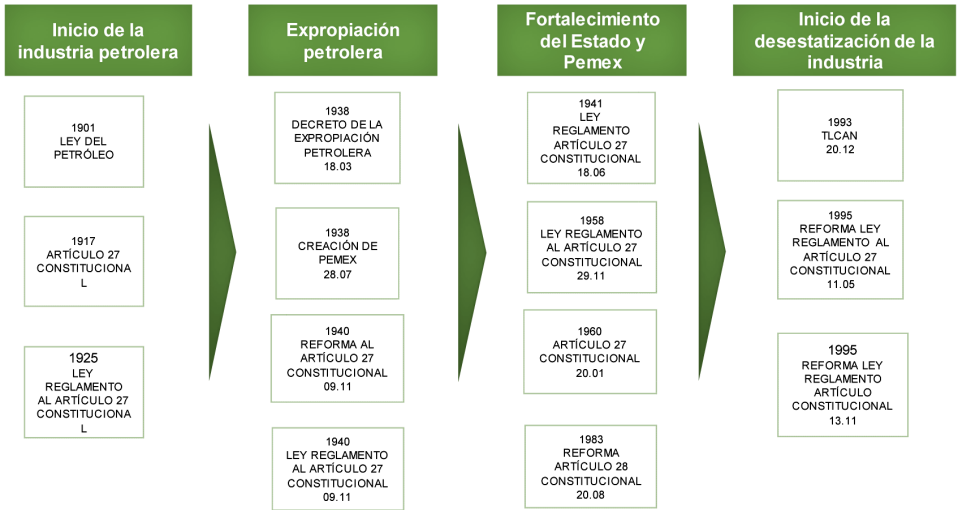 Inicio de la
industria petrolera
1901
LEY DEL
PETRÓLEO
1917
ARTÍCULO 27
CONSTITUCIONA
L
1925
LEY
REGLAMENTO
AL ARTÍCULO 27
CONSTITUCIONA
L
Expropiación
petrolera
1938
DECRETO DE LA
EXPROPIACIÓN
PETROLERA
18.03
1938
CREACIÓN DE
PEMEX
28.07
1940
REFORMA AL
ARTÍCULO 27
CONSTITUCIONAL
09.11
1940
LEY REGLAMENTO
AL ARTÍCULO 27
CONSTITUCIONAL
09.11
Fortalecimiento
del Estado y
Pemex
1941
LEY
REGLAMENTO
ARTÍCULO 27
CONSTITUCIONAL
18.06
1958
LEY REGLAMENTO
AL ARTÍCULO 27
CONSTITUCIONAL
29.11
1960
ARTÍCULO 27
CONSTITUCIONAL
20.01
1983
REFORMA
ARTÍCULO 28
CONSTITUCIONAL
20.08
Inicio de la
desestatización de la
industria
1993
TLCAN
20.12
1995
REFORMA LEY
REGLAMENTO AL
ARTÍCULO 27
CONSTITUCIONAL
11.05
1995
REFORMA LEY
REGLAMENTO
ARTÍCULO
CONSTITUCIONAL
13.11